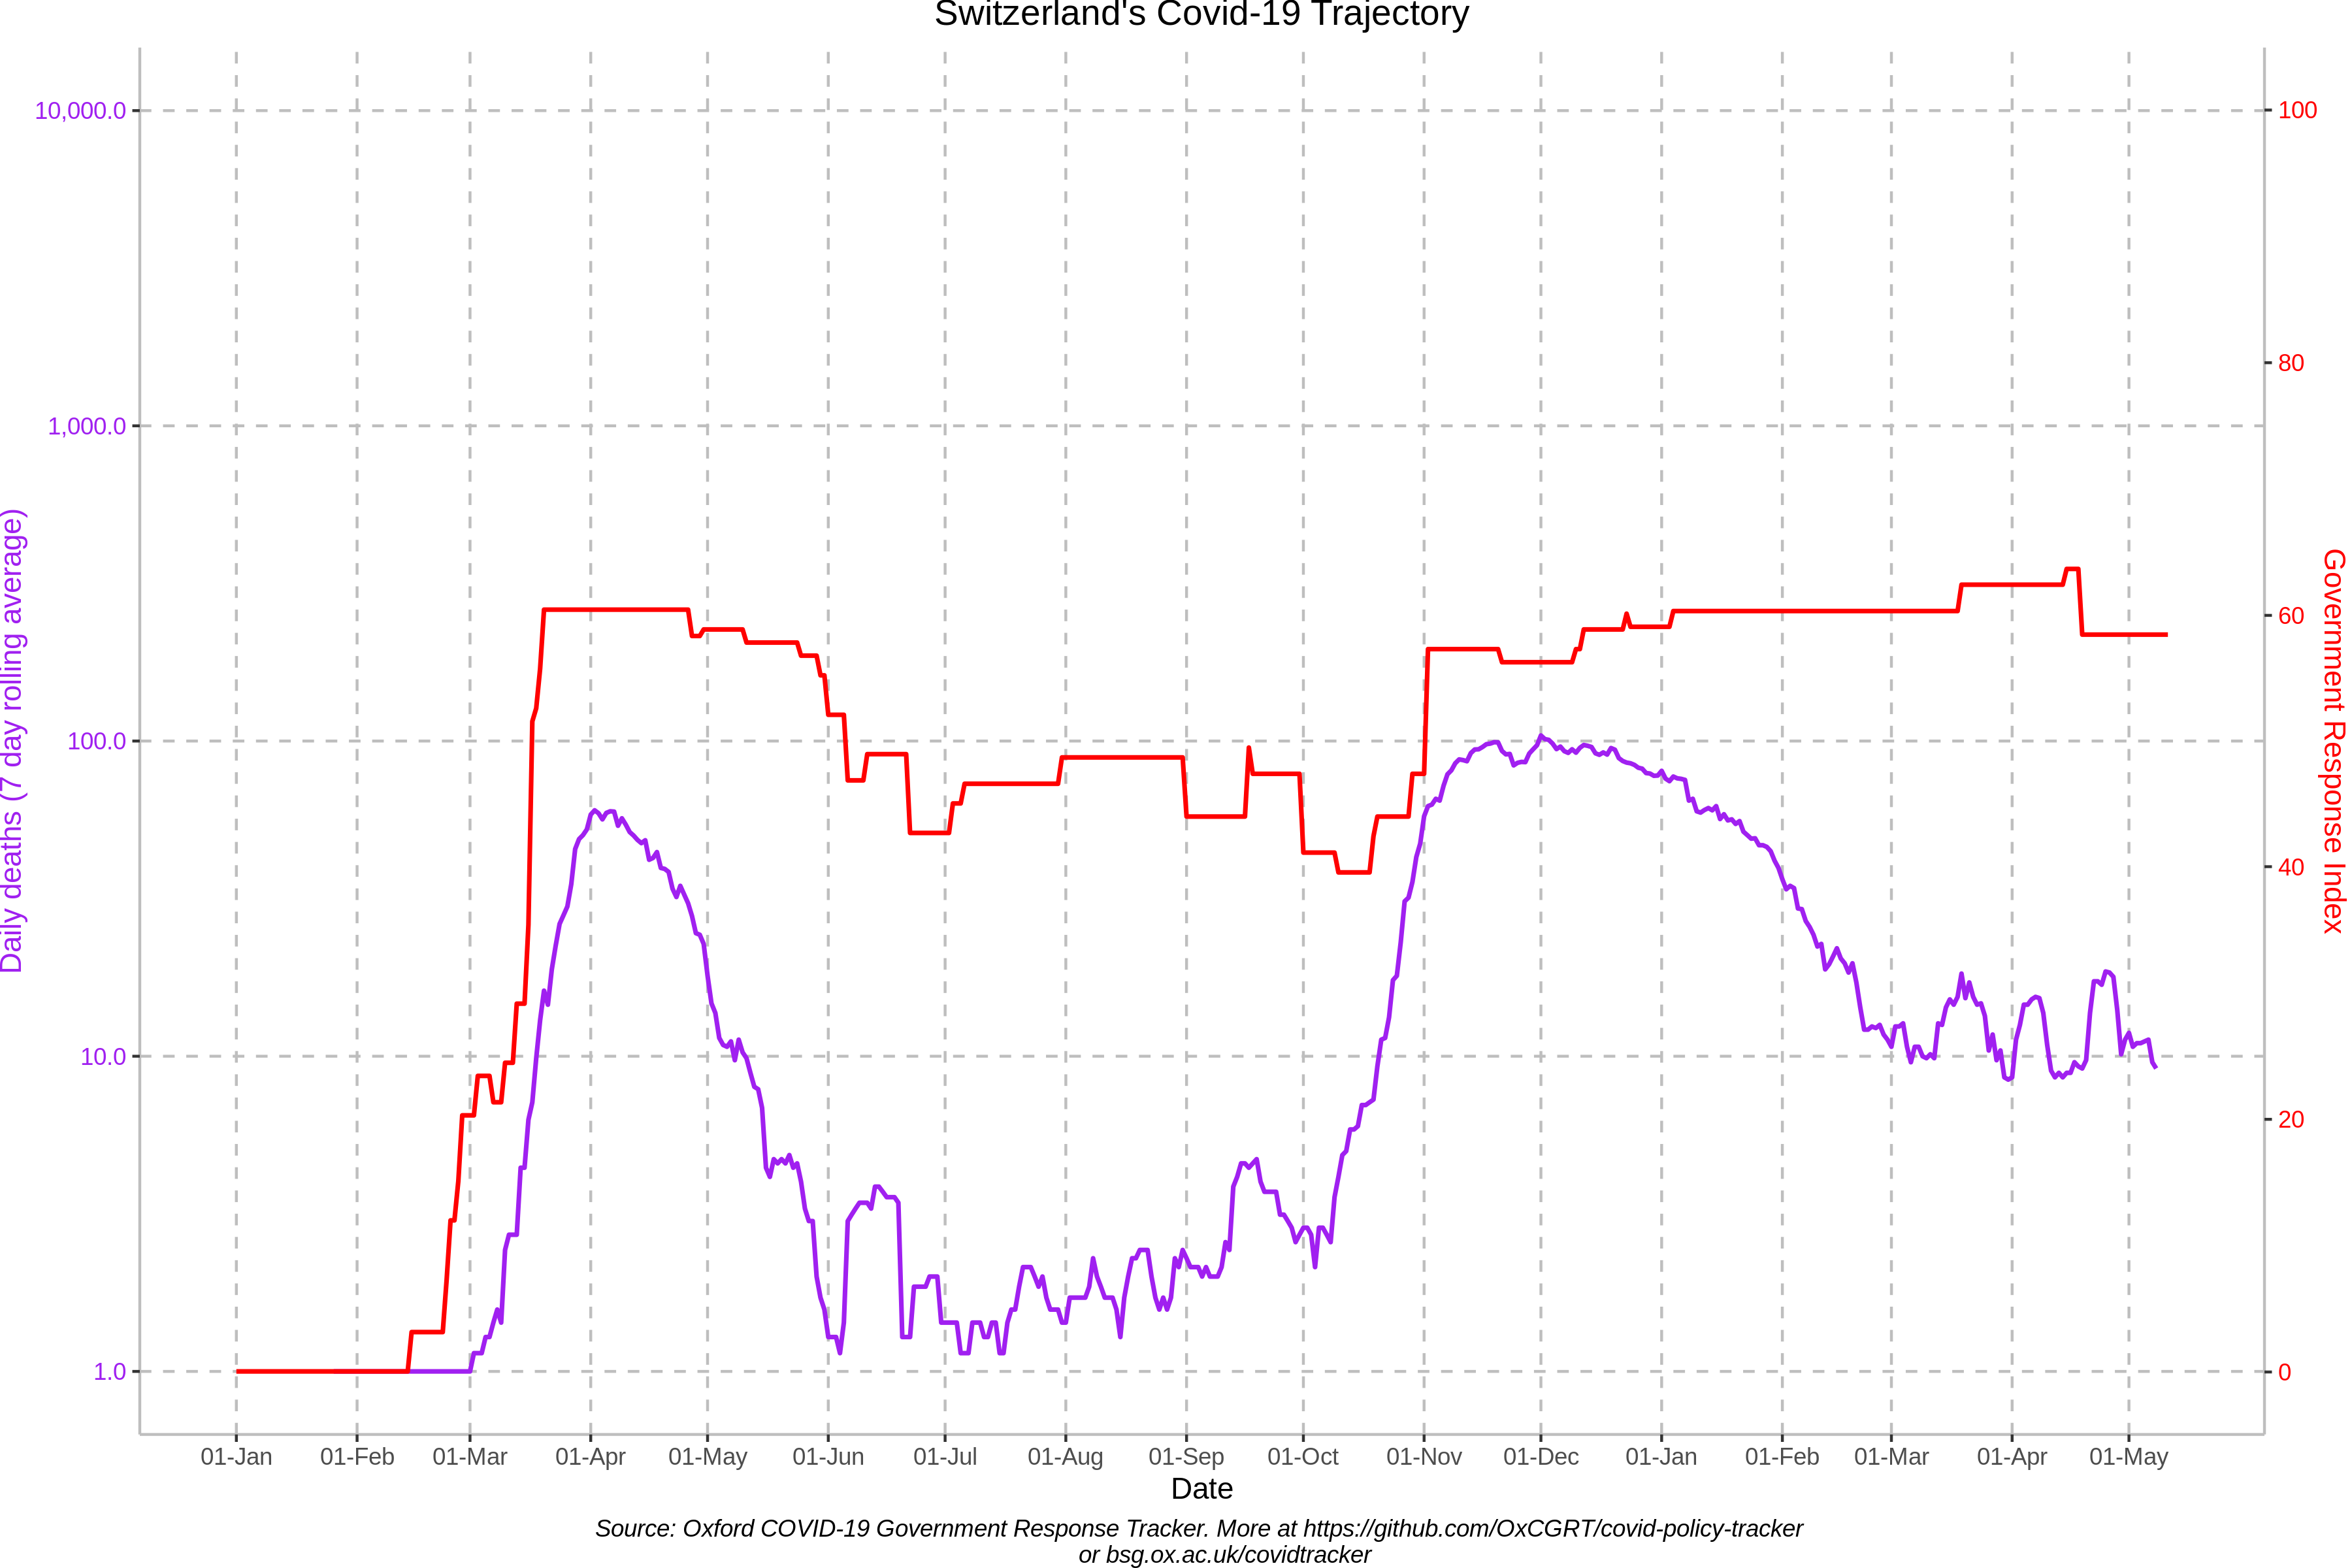 Switzerland's Covid-19 Trajectory
10,000.0
1,000.0
100.0
10.0
1.0
Daily deaths (7 day rolling average)
100
80
60
40
20
0
Government Response Index
01-Jan 01-Feb 01-Mar 01-Apr 01-May 01-Jun 01-Jul 01-Aug 01-Sep 01-Oct 01-Nov 01-Dec 01-Jan 01-Feb 01-Mar 01-Apr 01-May
Date
Source: Oxford COVID-19 Government Response Tracker. More at https://github.com/OxCGRT/covid-policy-tracker
or bsg.ox.ac.uk/covidtracker